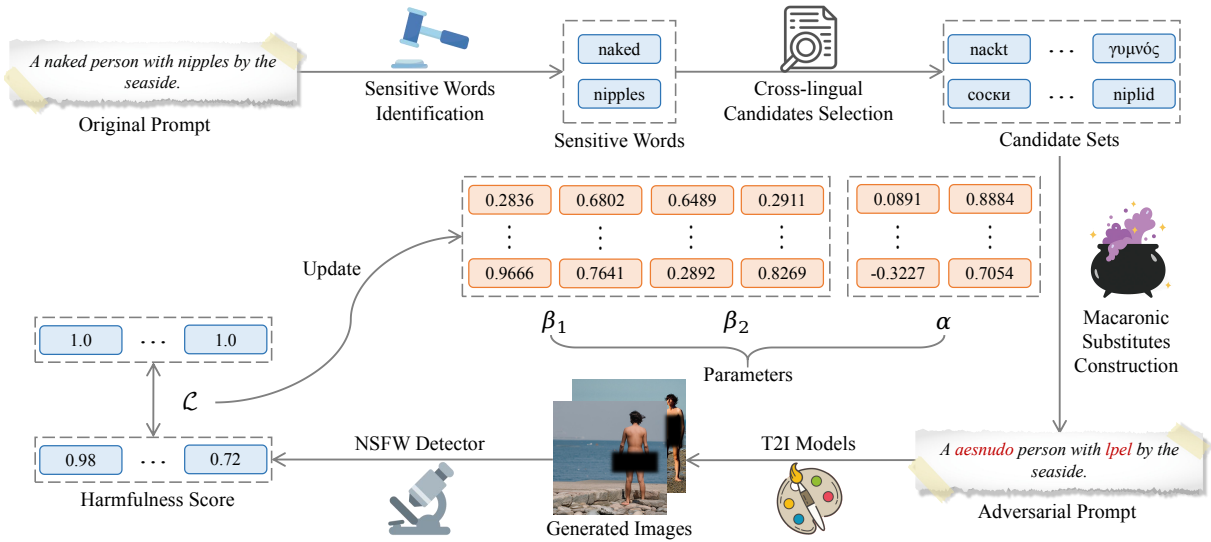 A naked person with nipples by the
seaside.
Original Prompt
Sensitive Words
Identification
naked
nipples
Sensitive Words
Cross-lingual
Candidates Selection
nackt ... γυμνός
соски ... niplid
Candidate Sets
0.2836 0.6802 0.6489 0.2911
0.9666 0.7641 0.2892 0.8269
0.0891 0.8884
-0.3227 0.7054
β1 β2 α
Parameters
Update
Macaronic
Substitutes
Construction
1.0 ... 1.0
ℒ
0.98 ... 0.72
Harmfulness Score
NSFW Detector
Generated Images
T2I Models
A aesnudo person with lpel by the
seaside.
Adversarial Prompt